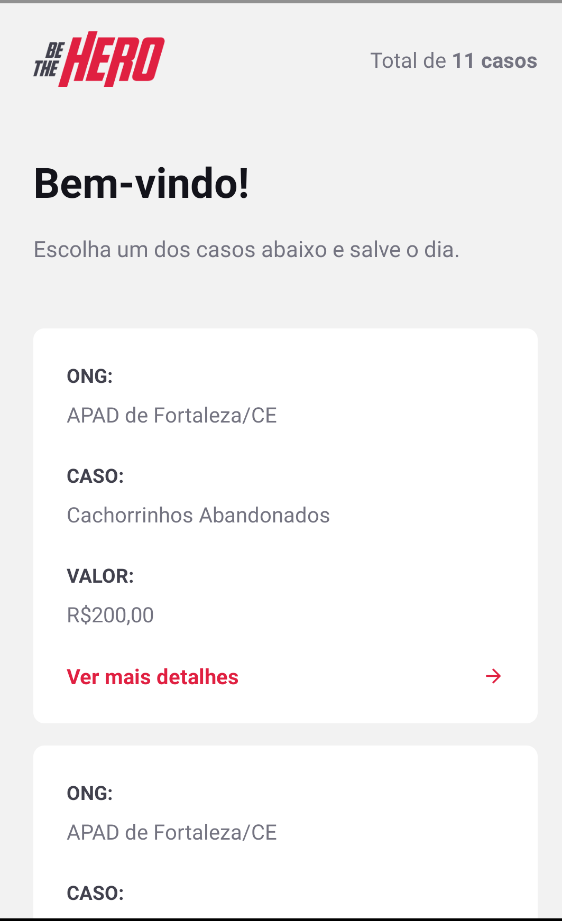 BE
THE HERO
Total de 11 casos
Bem-vindo!
Escolha um dos casos abaixo e salve o dia.
ONG:
APAD de Fortaleza/CE
CASO:
Cachorrinhos Abandonados
VALOR:
R$200,00
Ver mais detalhes
ONG:
APAD de Fortaleza/CE
CASO: